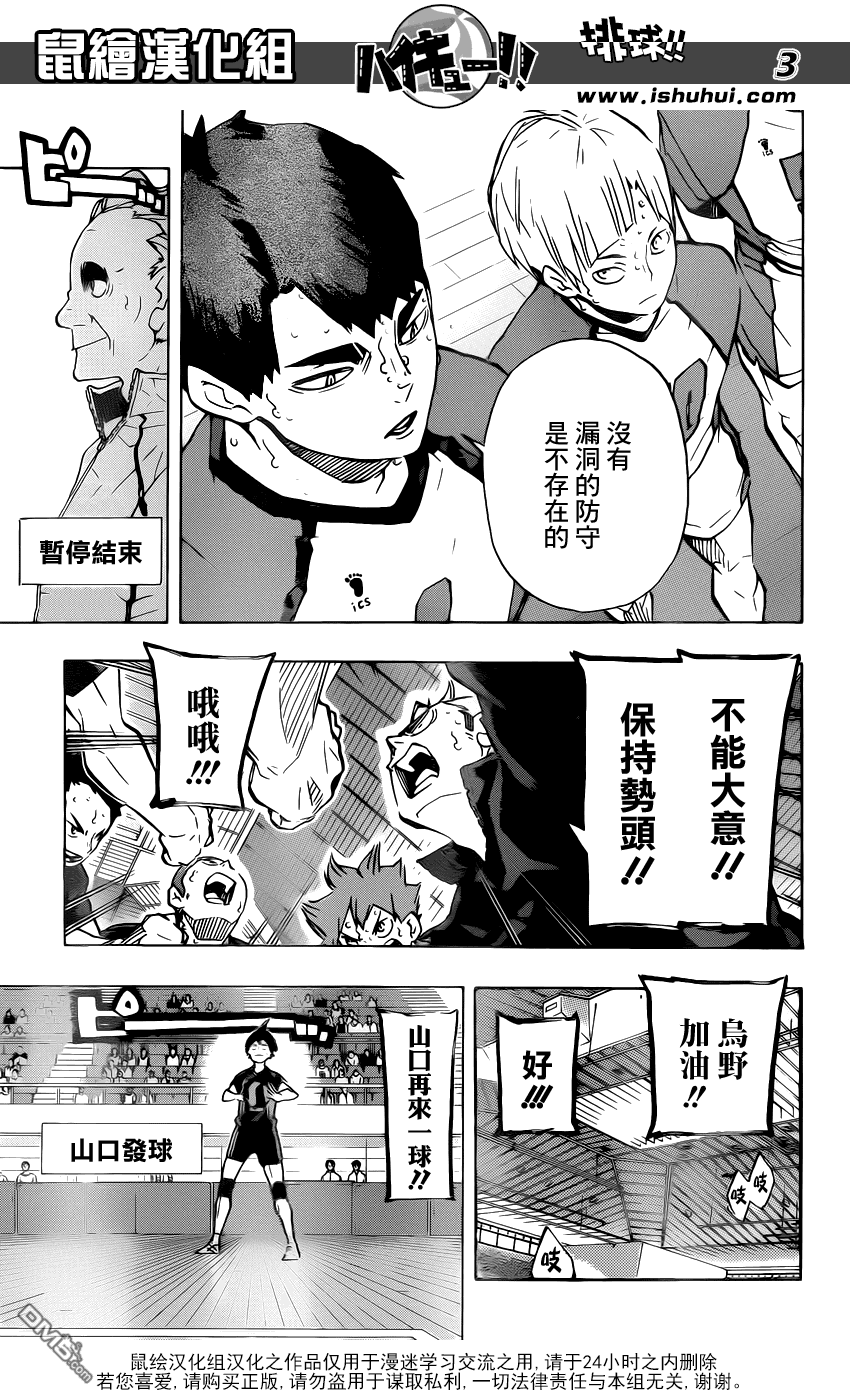 鼠繪漢化組
ハイキュー!!
排球!!
3
www.ishuhui.com
沒有
漏洞的防守
是不存在的
ics
ピー
暫停結束
不能大意!!
保持勢頭!!
哦
哦!!!
烏野
加油!!
好!!!
吱
吱
吱
山口再來一球!!
ピー
山口發球
鼠绘汉化组汉化之作品仅用于漫迷学习交流之用,请于24小时之内删除
若您喜爱,请购买正版,请勿盗用于谋取私利,一切法律责任与本组无关,谢谢。